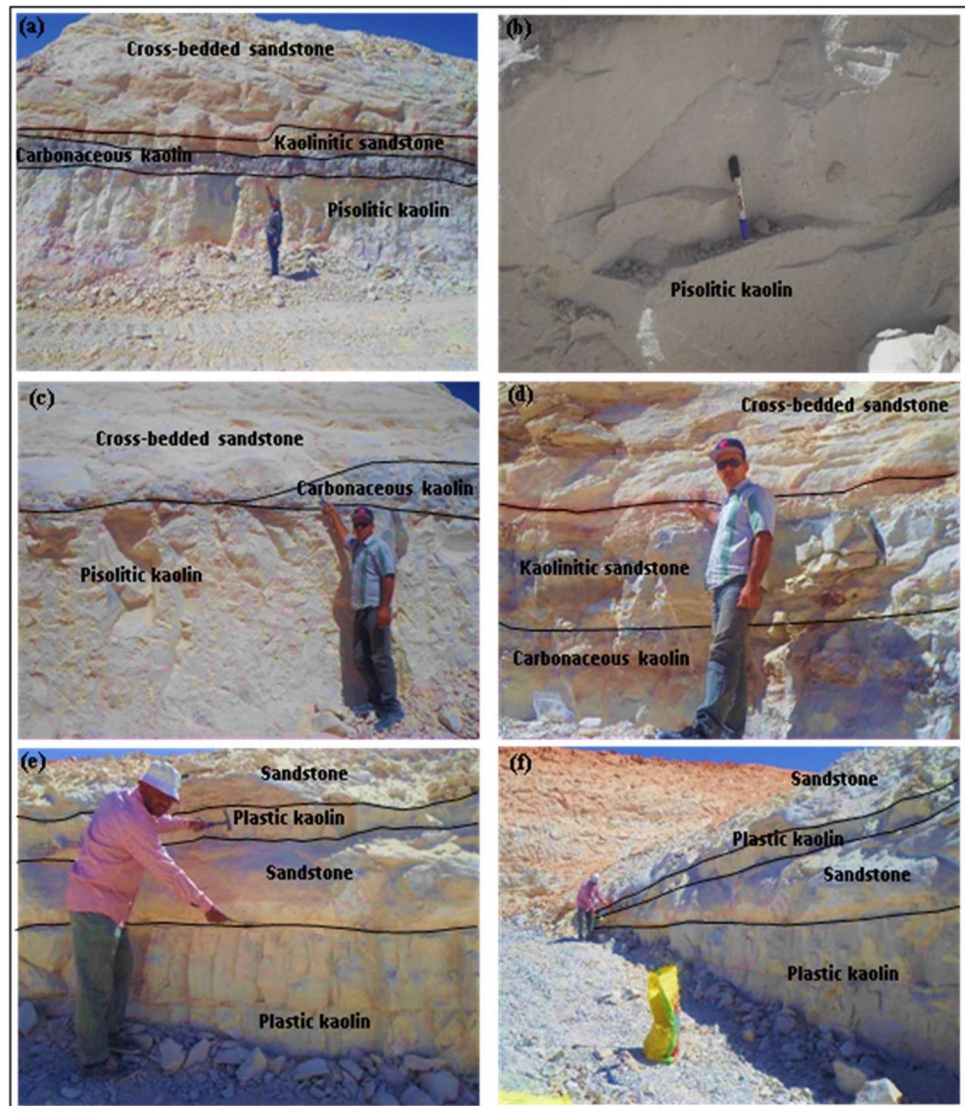 (a)
Cross-bedded sandstone
Kaolinitic sandstone
Carbonaceous kaolin
Pisolitic kaolin
(b)
Pisolitic kaolin
(c)
Cross-bedded sandstone
Carbonaceous kaolin
Pisolitic kaolin
(d)
Cross-bedded sandstone
Kaolinitic sandstone
Carbonaceous kaolin
(e)
Sandstone
Plastic kaolin
Sandstone
Plastic kaolin
(f)
Sandstone
Plastic kaolin
Sandstone
Plastic kaolin